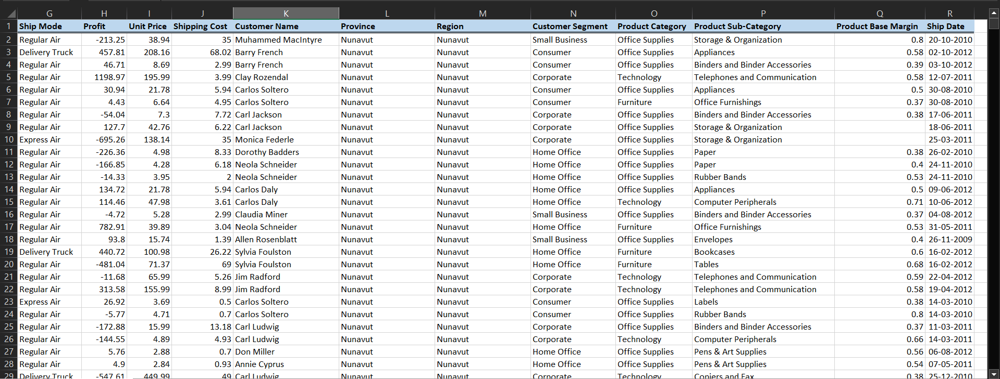 G H I J K L M N O P Q R
1 Ship Mode Profit Unit Price Shipping Cost Customer Name Province Region Customer Segment Product Category Product Sub-Category Product Base Margin Ship Date
2 Regular Air -213.25 38.94 35 Muhammed MacIntyre Nunavut Nunavut Small Business Office Supplies Storage & Organization 0.8 20-10-2010
3 Delivery Truck 457.81 208.16 68.02 Barry French Nunavut Nunavut Consumer Office Supplies Appliances 0.58 02-10-2012
4 Regular Air 46.71 8.69 2.99 Barry French Nunavut Nunavut Consumer Office Supplies Binders and Binder Accessories 0.39 03-10-2012
5 Regular Air 1198.97 195.99 3.99 Clay Rozendal Nunavut Nunavut Corporate Technology Telephones and Communication 0.58 12-07-2011
6 Regular Air 30.94 21.78 5.94 Carlos Soltero Nunavut Nunavut Consumer Office Supplies Appliances 0.5 30-08-2010
7 Regular Air 4.43 6.64 4.95 Carlos Soltero Nunavut Nunavut Consumer Furniture Office Furnishings 0.37 30-08-2010
8 Regular Air -54.04 7.3 7.72 Carl Jackson Nunavut Nunavut Corporate Office Supplies Binders and Binder Accessories 0.38 17-06-2011
9 Regular Air 127.7 42.76 6.22 Carl Jackson Nunavut Nunavut Corporate Office Supplies Storage & Organization 18-06-2011
10 Express Air -695.26 138.14 35 Monica Federle Nunavut Nunavut Corporate Office Supplies Storage & Organization 25-03-2011
11 Regular Air -226.36 4.98 8.33 Dorothy Badders Nunavut Nunavut Home Office Office Supplies Paper 0.38 26-02-2010
12 Regular Air -166.85 4.28 6.18 Neola Schneider Nunavut Nunavut Home Office Office Supplies Paper 0.4 24-11-2010
13 Regular Air -14.33 3.95 2 Neola Schneider Nunavut Nunavut Home Office Office Supplies Rubber Bands 0.53 24-11-2010
14 Regular Air 134.72 21.78 5.94 Carlos Daly Nunavut Nunavut Home Office Office Supplies Appliances 0.5 09-06-2012
15 Regular Air 114.46 47.98 3.61 Carlos Daly Nunavut Nunavut Home Office Technology Computer Peripherals 0.71 10-06-2012
16 Regular Air -4.72 5.28 2.99 Claudia Miner Nunavut Nunavut Small Business Office Supplies Binders and Binder Accessories 0.37 04-08-2012
17 Regular Air 782.91 39.89 3.04 Neola Schneider Nunavut Nunavut Home Office Furniture Office Furnishings 0.53 31-05-2011
18 Regular Air 93.8 15.74 1.39 Allen Rosenblatt Nunavut Nunavut Small Business Office Supplies Envelopes 0.4 26-11-2009
19 Delivery Truck 440.72 100.98 26.22 Sylvia Foulston Nunavut Nunavut Home Office Furniture Bookcases 0.6 16-02-2012
20 Regular Air -481.04 71.37 69 Sylvia Foulston Nunavut Nunavut Home Office Furniture Tables 0.68 16-02-2012
21 Regular Air -11.68 65.99 5.26 Jim Radford Nunavut Nunavut Corporate Technology Telephones and Communication 0.59 22-04-2012
22 Regular Air 313.58 155.99 8.99 Jim Radford Nunavut Nunavut Corporate Technology Telephones and Communication 0.58 19-04-2012
23 Express Air 26.92 3.69 0.5 Carlos Soltero Nunavut Nunavut Consumer Office Supplies Labels 0.38 14-03-2010
24 Regular Air -5.77 4.71 0.7 Carlos Soltero Nunavut Nunavut Consumer Office Supplies Rubber Bands 0.8 14-03-2010
25 Regular Air -172.88 15.99 13.18 Carl Ludwig Nunavut Nunavut Corporate Office Supplies Binders and Binder Accessories 0.37 11-03-2011
26 Regular Air -144.55 4.89 4.93 Carl Ludwig Nunavut Nunavut Corporate Technology Computer Peripherals 0.66 14-03-2011
27 Regular Air 5.76 2.88 0.7 Don Miller Nunavut Nunavut Home Office Office Supplies Pens & Art Supplies 0.56 06-08-2012
28 Regular Air 4.9 2.84 0.93 Annie Cyprus Nunavut Nunavut Home Office Office Supplies Pens & Art Supplies 0.54 07-05-2011
29 Delivery Truck -547.61 449.99 49 Carl Ludwig Nunavut Nunavut Corporate Technology Copiers and Fax 0.38 25-12-2010